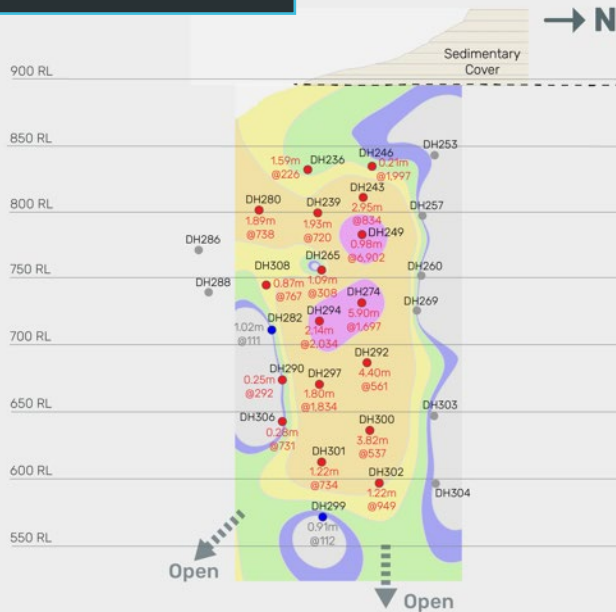 N
Sedimentary
Cover
900 RL
850 RL
DH253
DH246
0.21m
@1,997
1.59m
@226
DH236
DH243
2.95m
@834
DH280
1.89m
@738
DH239
1.93m
@720
DH257
800 RL
DH249
0.98m
@6,902
DH286
DH265
1.09m
@308
DH260
DH308
0.87m
@767
750 RL
DH288
DH274
5.90m
@1,697
DH294
2.14m
@2,034
DH269
1.02m
@111
DH282
700 RL
DH292
4.40m
@561
DH290
0.25m
@292
DH297
1.80m
@1,834
650 RL
DH303
DH306
0.28m
@731
DH300
3.82m
@537
DH301
1.22m
@734
600 RL
DH302
1.22m
@949
DH304
DH299
0.91m
@112
550 RL
Open
Open